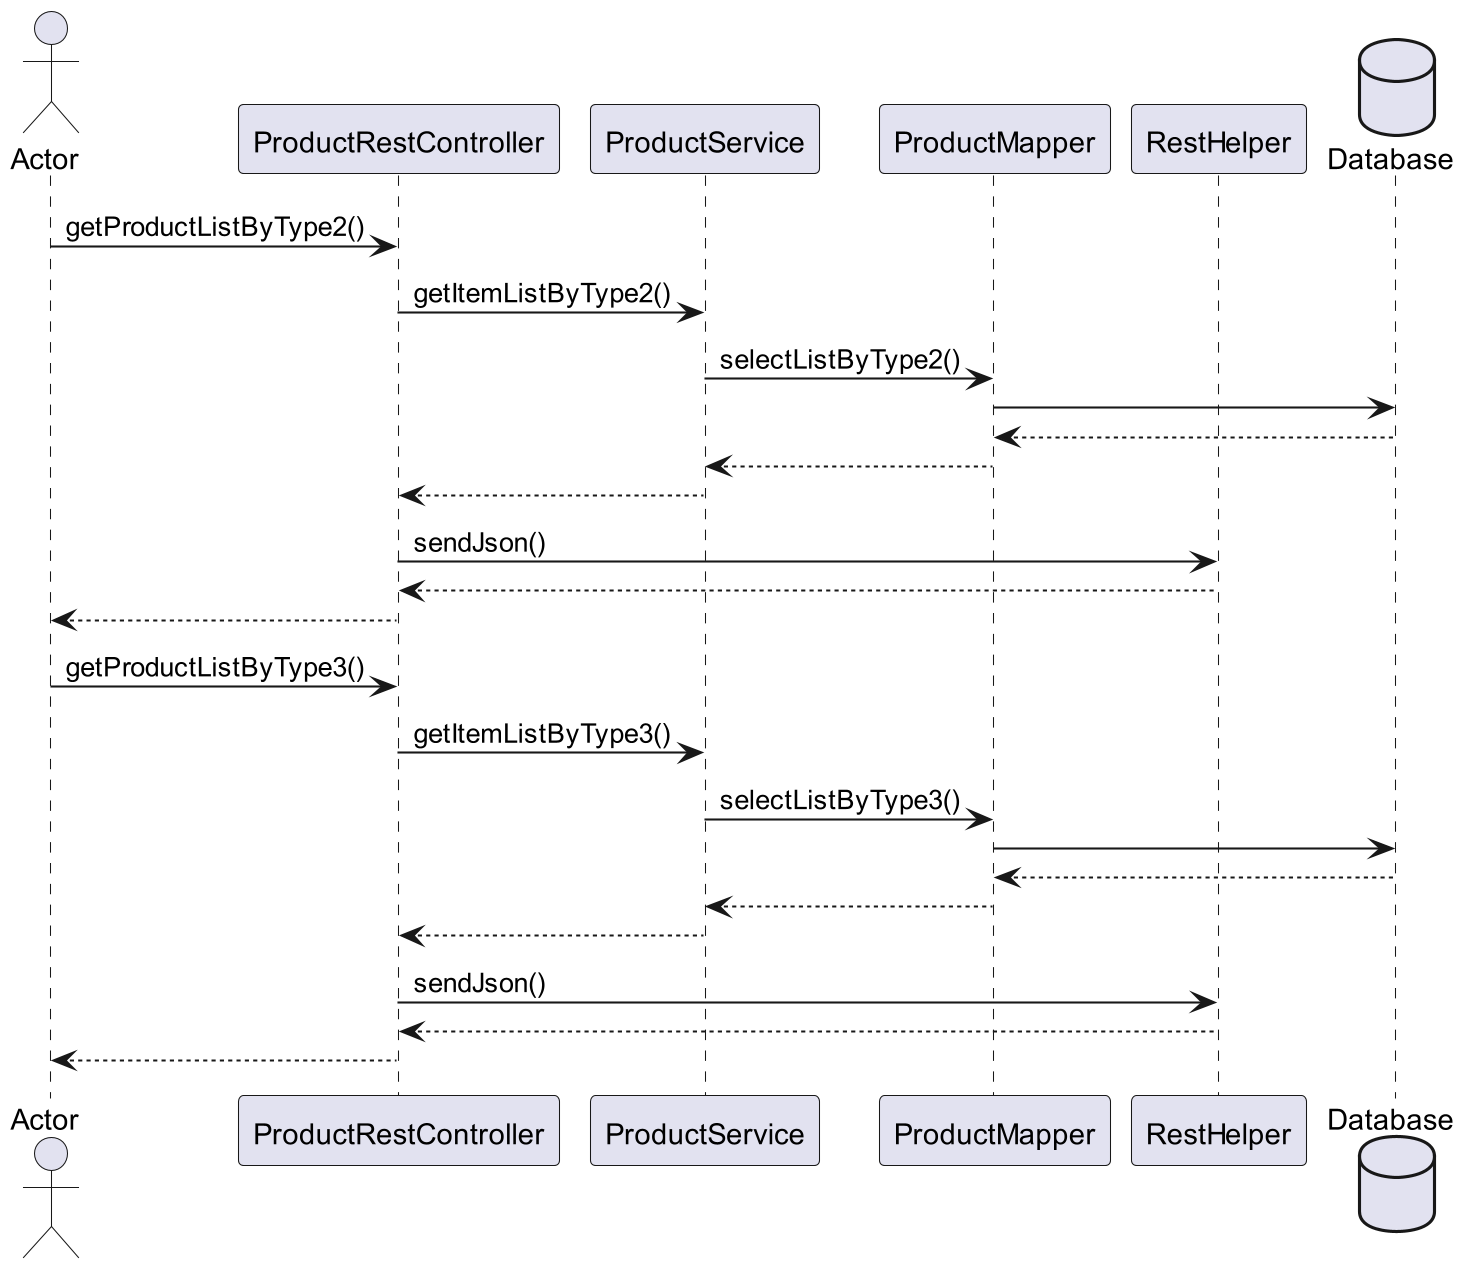 Actor
ProductRestController
ProductService
ProductMapper
RestHelper
Database
getProductListByType2()
getItemListByType2()
selectListByType2()
sendJson()
getProductListByType3()
getItemListByType3()
selectListByType3()
sendJson()
Actor
ProductRestController
ProductService
ProductMapper
RestHelper
Database